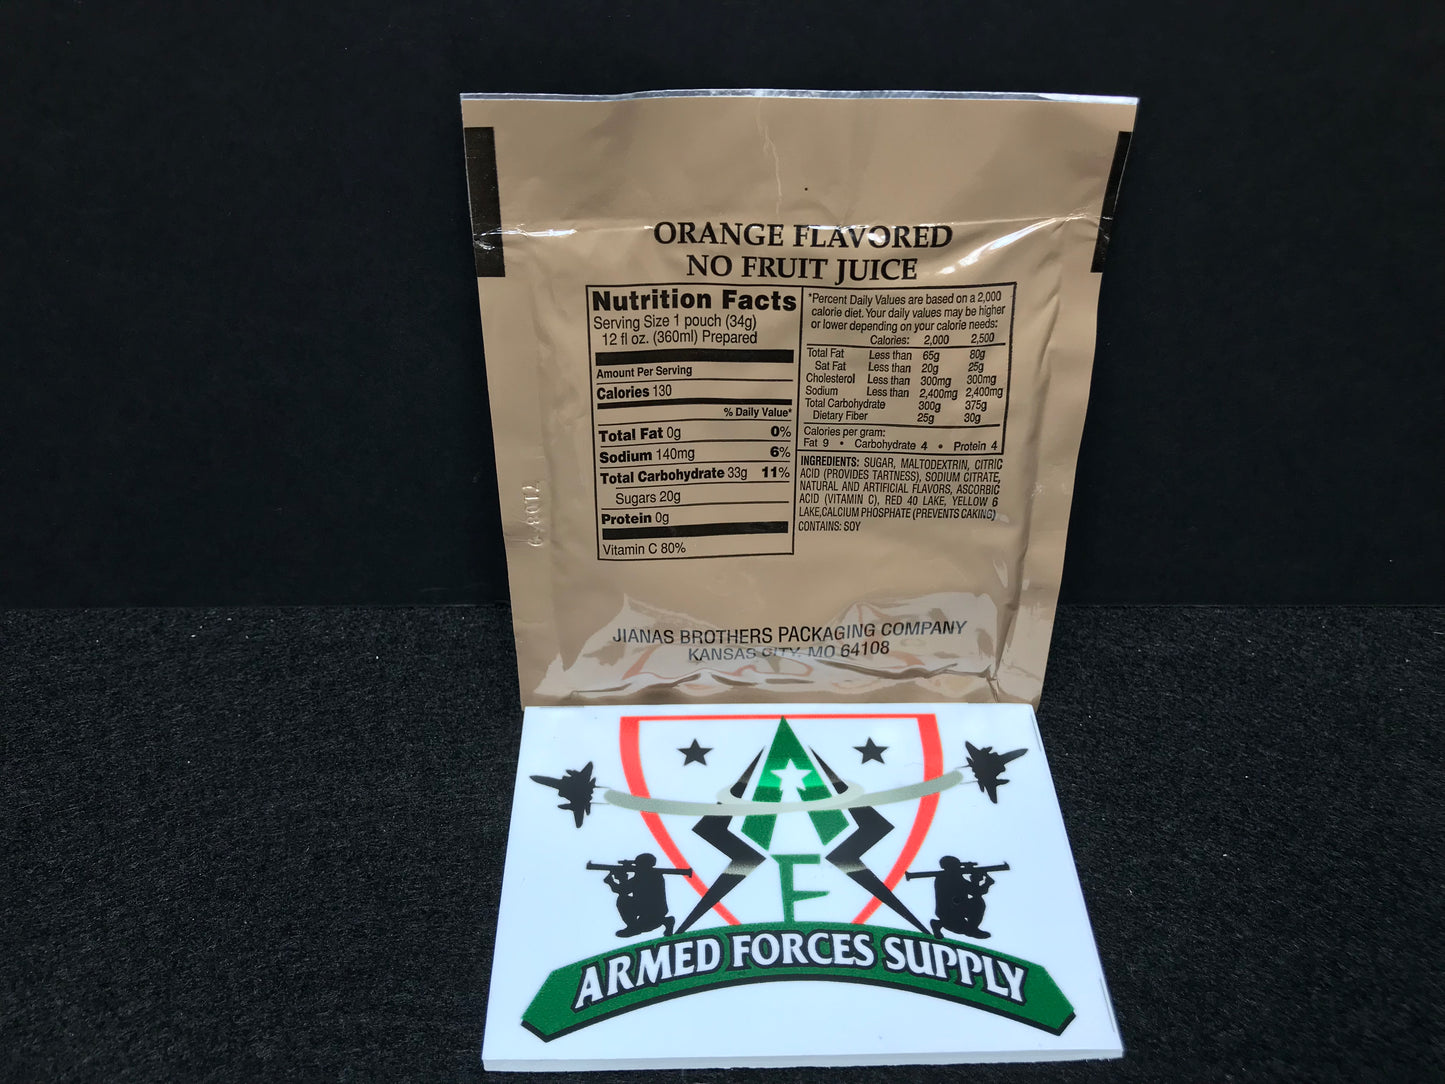 ORANGE FLAVORED
NO FRUIT JUICE
Nutrition Facts
Serving Size 1 pouch (34g)
12 fl oz. (360ml) Prepared
Amount Per Serving
Calories 130
% Daily Value*
Total Fat 0g 0%
Sodium 140mg 6%
Total Carbohydrate 33g 11%
Sugars 20g
Protein 0g
Vitamin C 80%
*Percent Daily Values are based on a 2,000
calorie diet. Your daily values may be higher
or lower depending on your calorie needs:
Calories: 2,000 2,500
Total Fat Less than 65g 80g
Sat Fat Less than 20g 25g
Cholesterol Less than 300mg 300mg
Sodium Less than 2,400mg 2,400mg
Total Carbohydrate 300g 375g
Dietary Fiber 25g 30g
Calories per gram:
Fat 9 • Carbohydrate 4 • Protein 4
INGREDIENTS: SUGAR, MALTODEXTRIN, CITRIC
ACID (PROVIDES TARTNESS), SODIUM CITRATE,
NATURAL AND ARTIFICIAL FLAVORS, ASCORBIC
ACID (VITAMIN C), RED 40 LAKE, YELLOW 6
LAKE,CALCIUM PHOSPHATE (PREVENTS CAKING)
CONTAINS: SOY
JIANAS BROTHERS PACKAGING COMPANY
KANSAS CITY, MO 64108
A
F
ARMED FORCES SUPPLY